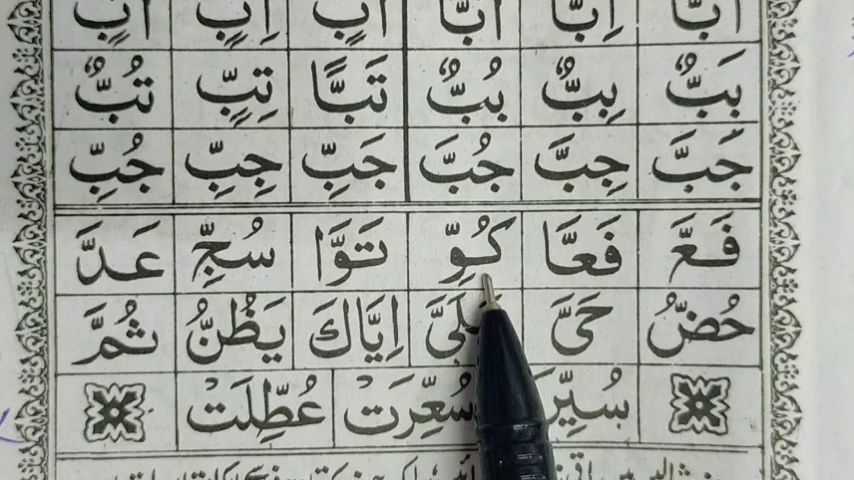 اَبًّا اِبًّا اُبًّا اَبٍّ اِبٍّ اُبٍّ
بَبٌّ بِبٌّ بُبٌّ تَبًّا تِبٍّ تُبٌّ
جَبَّ جِبَّ جُبَّ جَبِّ جِبِّ جُبِّ
فَعَّ فَعَّا كُوِّ تَوَّا سُجِّ عَدَّ
حُضُّ حَیَّ اِیَّاكَ یَظُنُّ ثُمَّ
سُعِّرَتْ عُطِّلَتْ